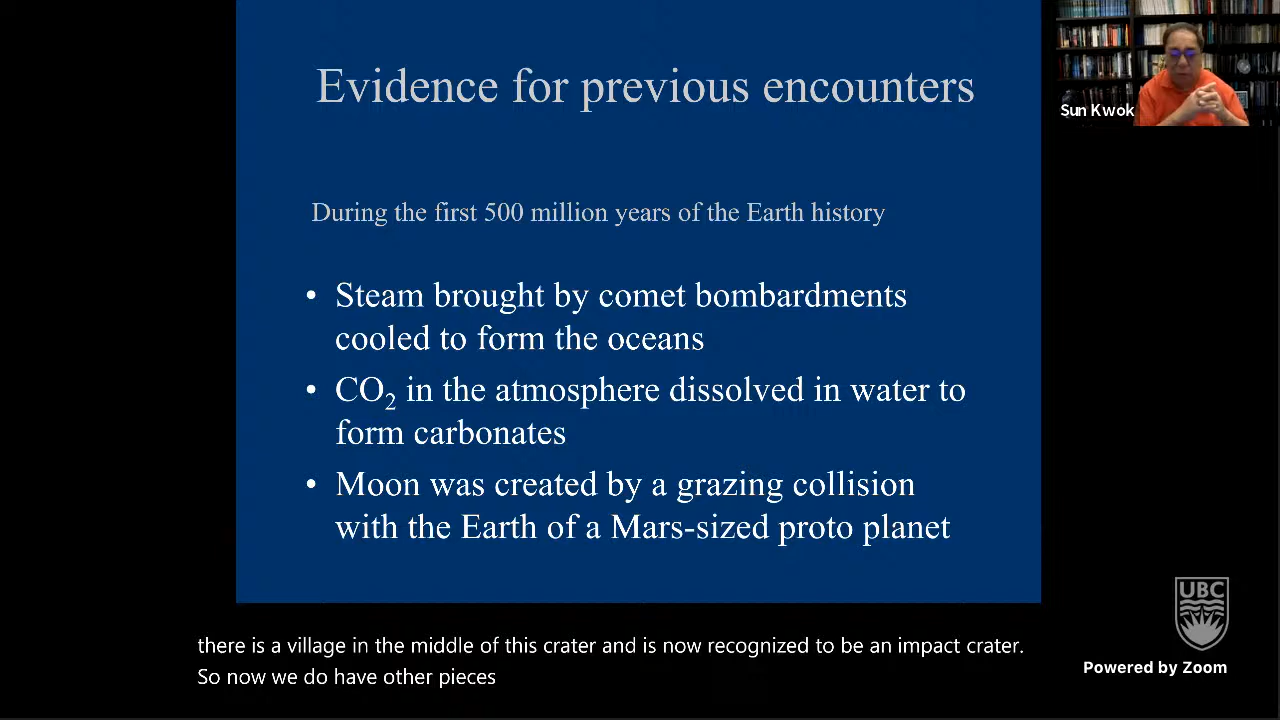 Evidence for previous encounters
Sun Kwok
During the first 500 million years of the Earth history
• Steam brought by comet bombardments
cooled to form the oceans
• CO₂ in the atmosphere dissolved in water to
form carbonates
• Moon was created by a grazing collision
with the Earth of a Mars-sized proto planet
UBC
there is a village in the middle of this crater and is now recognized to be an impact crater.
So now we do have other pieces
Powered by Zoom